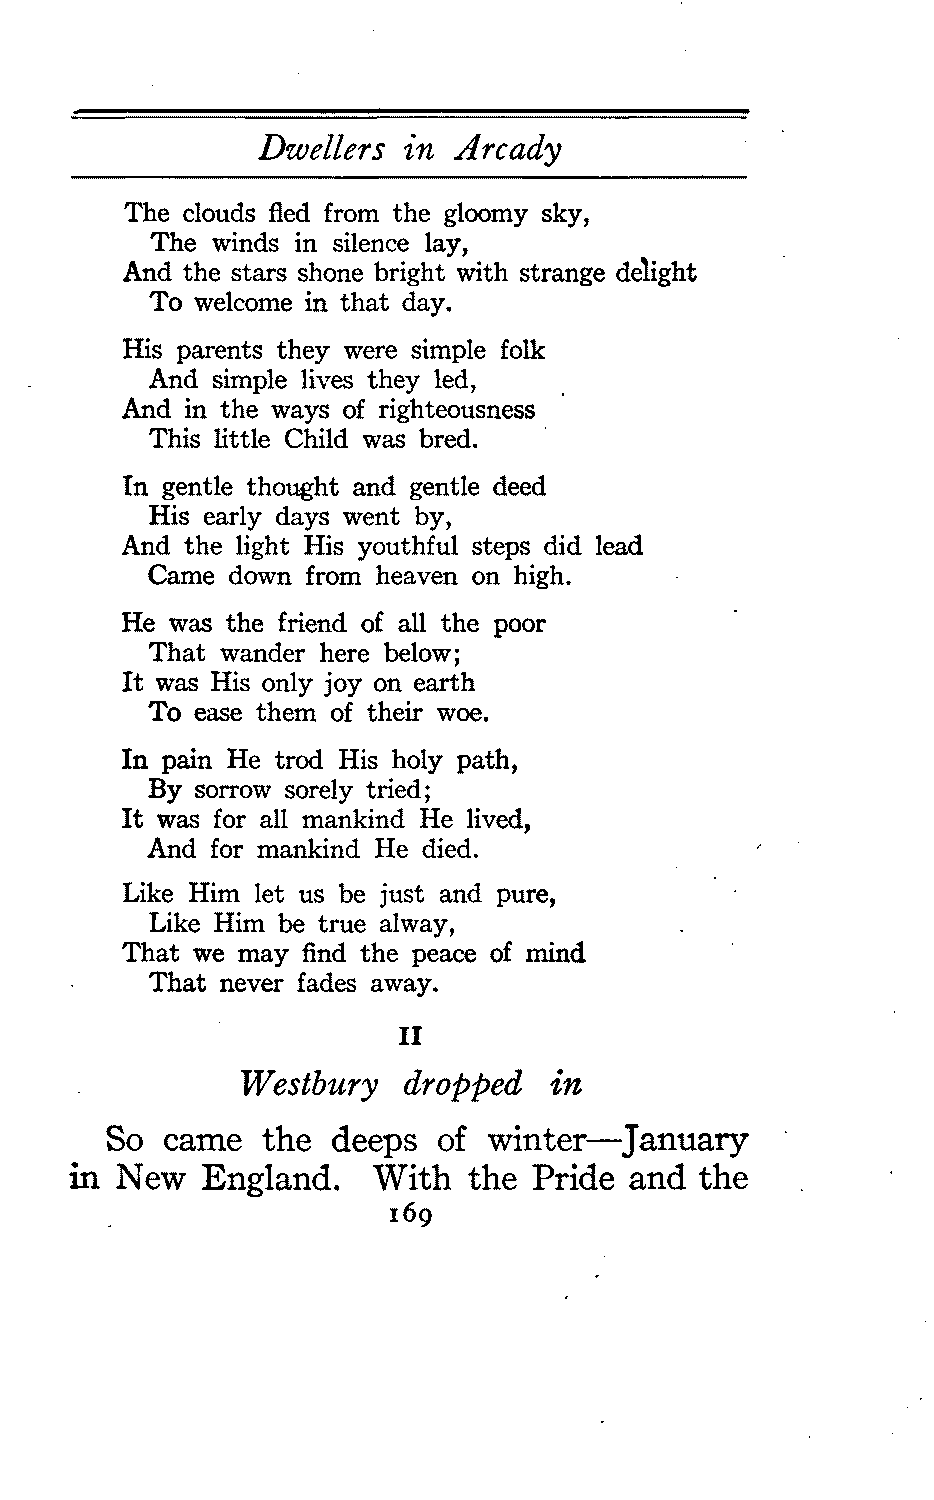 Dwellers in Arcady
The clouds fled from the gloomy sky,
The winds in silence lay,
And the stars shone bright with strange delight
To welcome in that day.
His parents they were simple folk
And simple lives they led,
And in the ways of righteousness
This little Child was bred.
In gentle thought and gentle deed
His early days went by,
And the light His youthful steps did lead
Came down from heaven on high.
He was the friend of all the poor
That wander here below;
It was His only joy on earth
To ease them of their woe.
In pain He trod His holy path,
By sorrow sorely tried;
It was for all mankind He lived,
And for mankind He died.
Like Him let us be just and pure,
Like Him be true alway,
That we may find the peace of mind
That never fades away.
II
Westbury dropped in
So came the deeps of winter—January
in New England. With the Pride and the
169